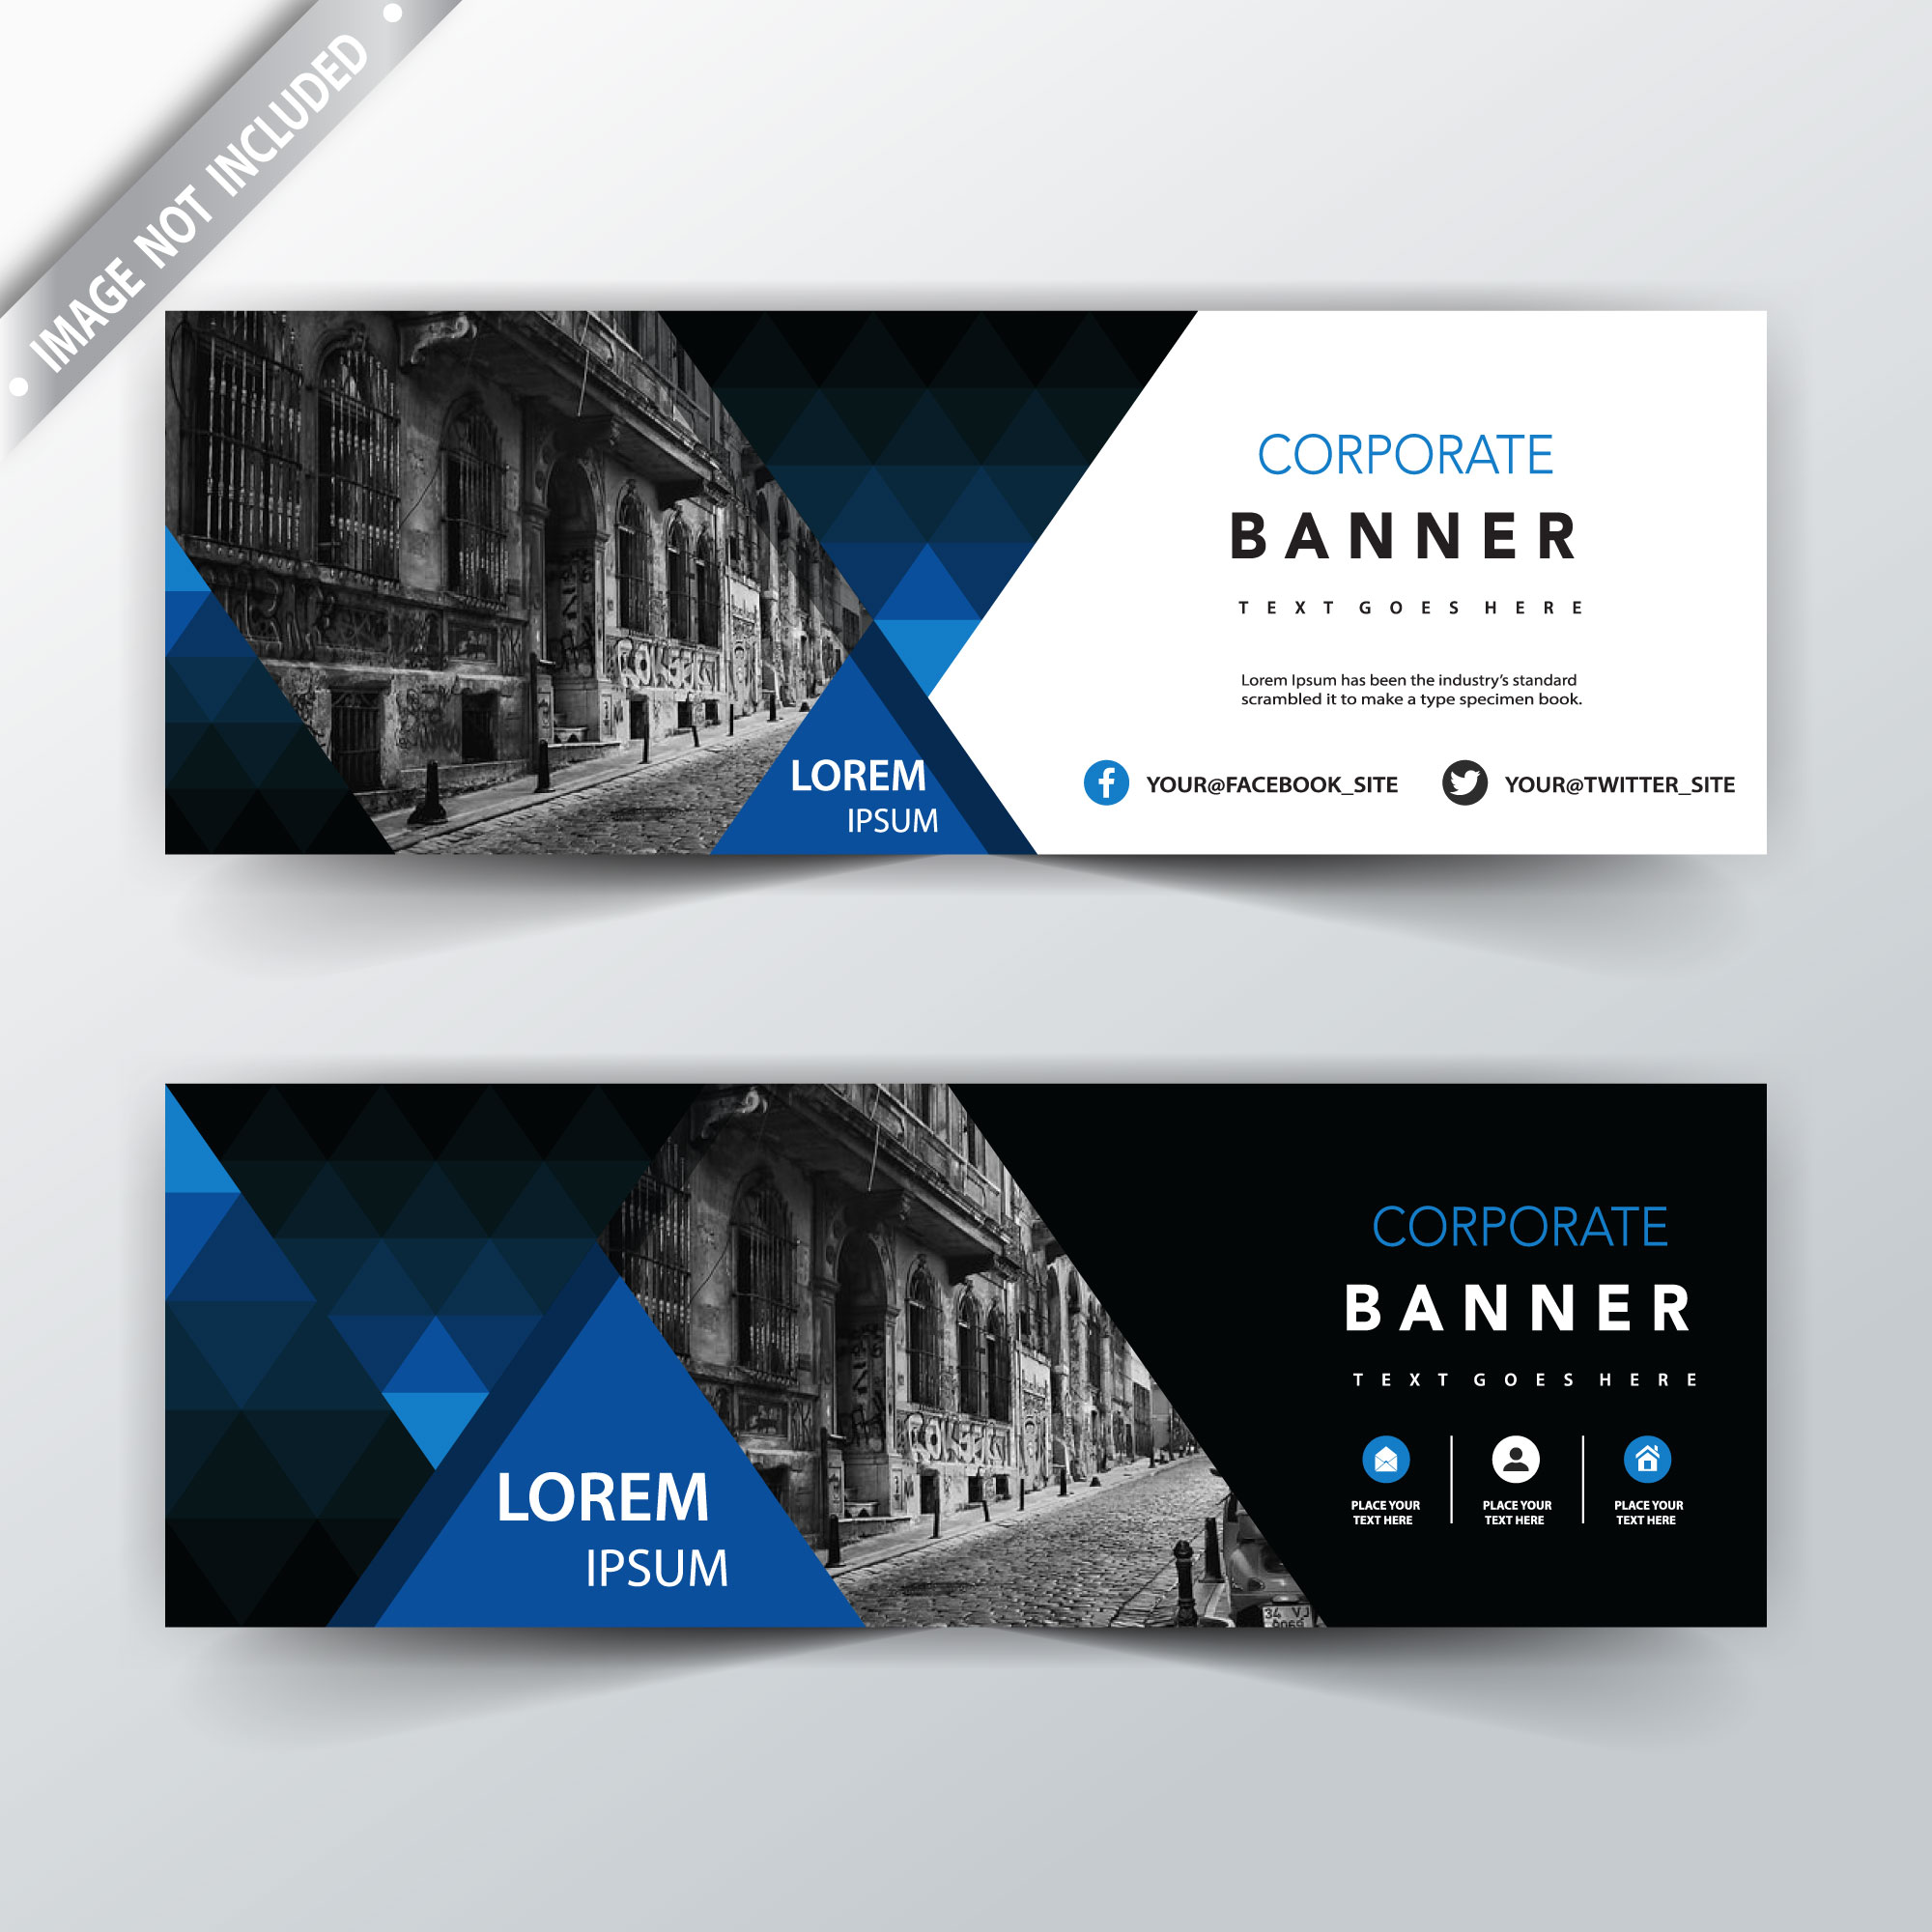 IMAGE NOT INCLUDED
CORPORATE
BANNER
TEXT GOES HERE
Lorem Ipsum has been the industry’s standard
scrambled it to make a type specimen book.
LOREM
IPSUM
YOUR@FACEBOOK_SITE
YOUR@TWITTER_SITE
CORPORATE
BANNER
TEXT GOES HERE
LOREM
IPSUM
PLACE YOUR
TEXT HERE
PLACE YOUR
TEXT HERE
PLACE YOUR
TEXT HERE
34 VJ